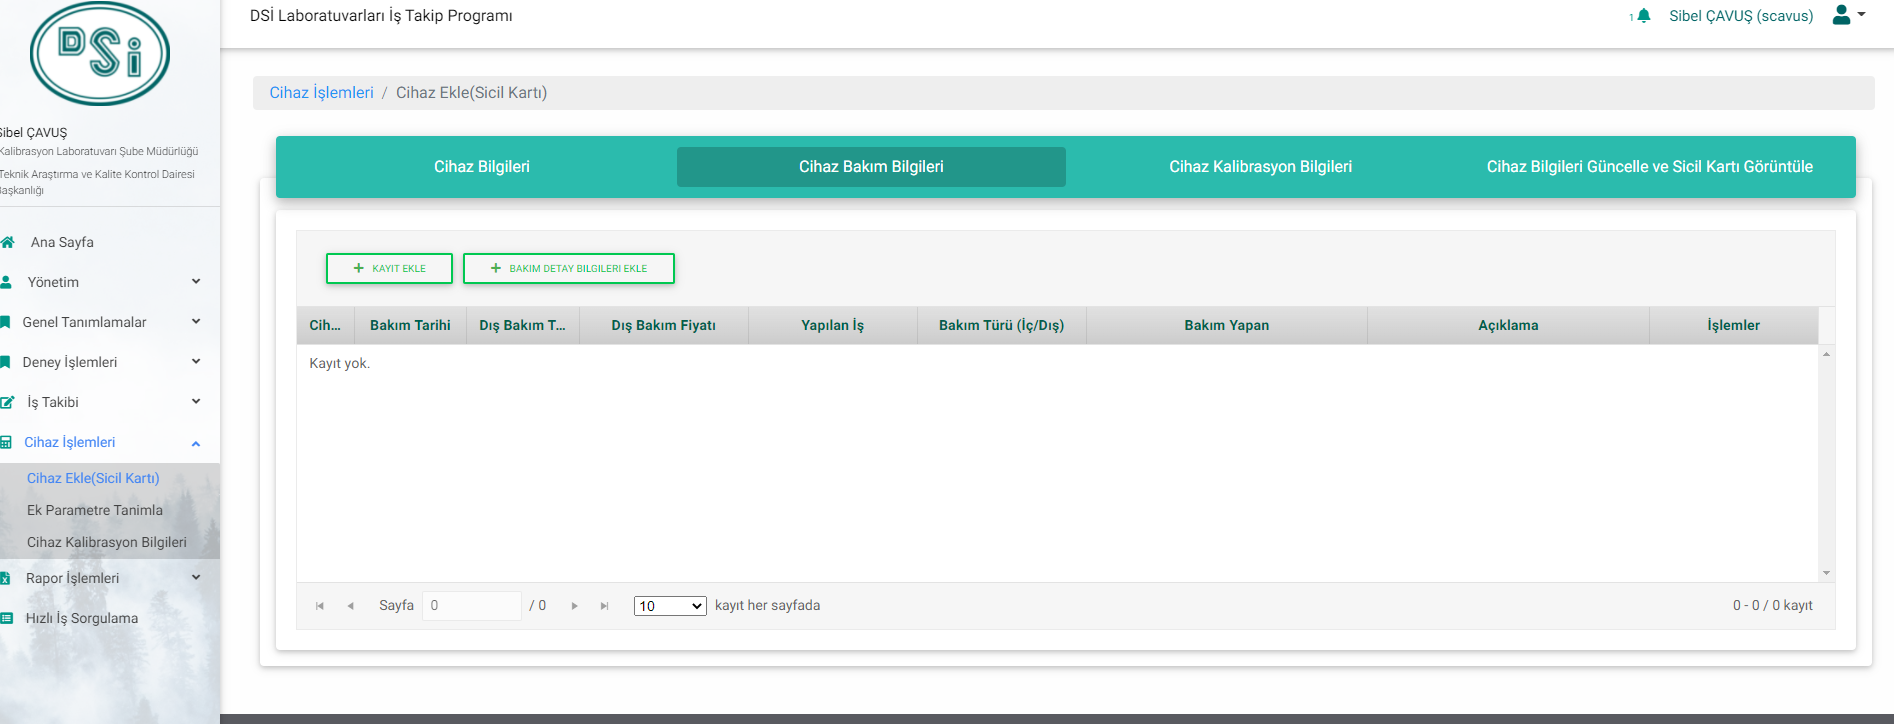 DSİ Laboratuvarları İş Takip Programı
1
Sibel ÇAVUŞ (scavus)
DSi
Sibel ÇAVUŞ
Kalibrasyon Laboratuvarı Şube Müdürlüğü
Teknik Araştırma ve Kalite Kontrol Dairesi
Başkanlığı
Ana Sayfa
Yönetim
Genel Tanımlamalar
Deney İşlemleri
İş Takibi
Cihaz İşlemleri
Cihaz Ekle(Sicil Kartı)
Ek Parametre Tanimla
Cihaz Kalibrasyon Bilgileri
Rapor İşlemleri
Hızlı İş Sorgulama
Cihaz İşlemleri / Cihaz Ekle(Sicil Kartı)
Cihaz Bilgileri
Cihaz Bakım Bilgileri
Cihaz Kalibrasyon Bilgileri
Cihaz Bilgileri Güncelle ve Sicil Kartı Görüntüle
+ KAYIT EKLE
+ BAKIM DETAY BILGILERI EKLE
Cih... Bakım Tarihi Dış Bakım T... Dış Bakım Fiyatı Yapılan İş Bakım Türü (İç/Dış) Bakım Yapan Açıklama İşlemler
Kayıt yok.
Sayfa 0 / 0 10 kayıt her sayfada
0 - 0 / 0 kayıt